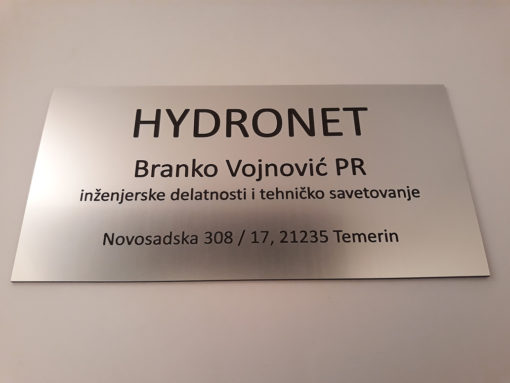 HYDRONET
Branko Vojnović PR
inženjerske delatnosti i tehničko savetovanje
Novosadska 308 / 17, 21235 Temerin